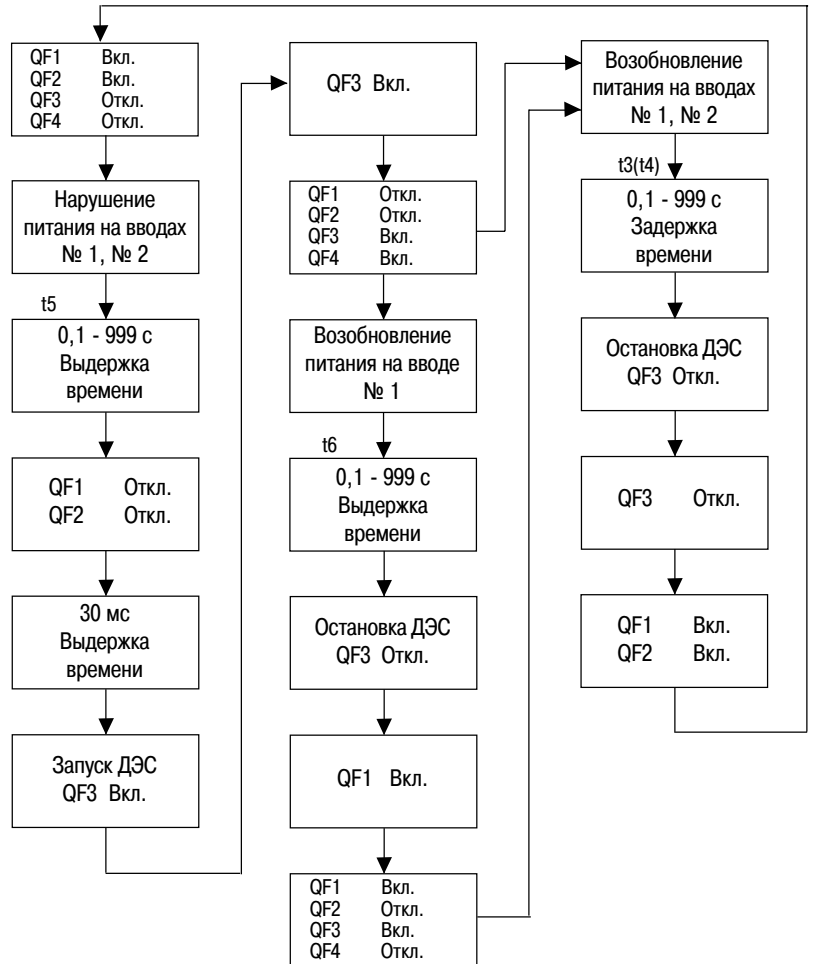 QF1 Вкл.
QF2 Вкл.
QF3 Откл.
QF4 Откл.
Нарушение
питания на вводах
№ 1, № 2
t5
0,1 - 999 с
Выдержка
времени
QF1 Откл.
QF2 Откл.
30 мс
Выдержка
времени
Запуск ДЭС
QF3 Вкл.
QF3 Вкл.
QF1 Откл.
QF2 Откл.
QF3 Вкл.
QF4 Вкл.
Возобновление
питания на вводе
№ 1
t6
0,1 - 999 с
Выдержка
времени
Остановка ДЭС
QF3 Откл.
QF1 Вкл.
QF1 Вкл.
QF2 Откл.
QF3 Вкл.
QF4 Откл.
Возобновление
питания на вводах
№ 1, № 2
t3(t4)
0,1 - 999 с
Задержка
времени
Остановка ДЭС
QF3 Откл.
QF3 Откл.
QF1 Вкл.
QF2 Вкл.